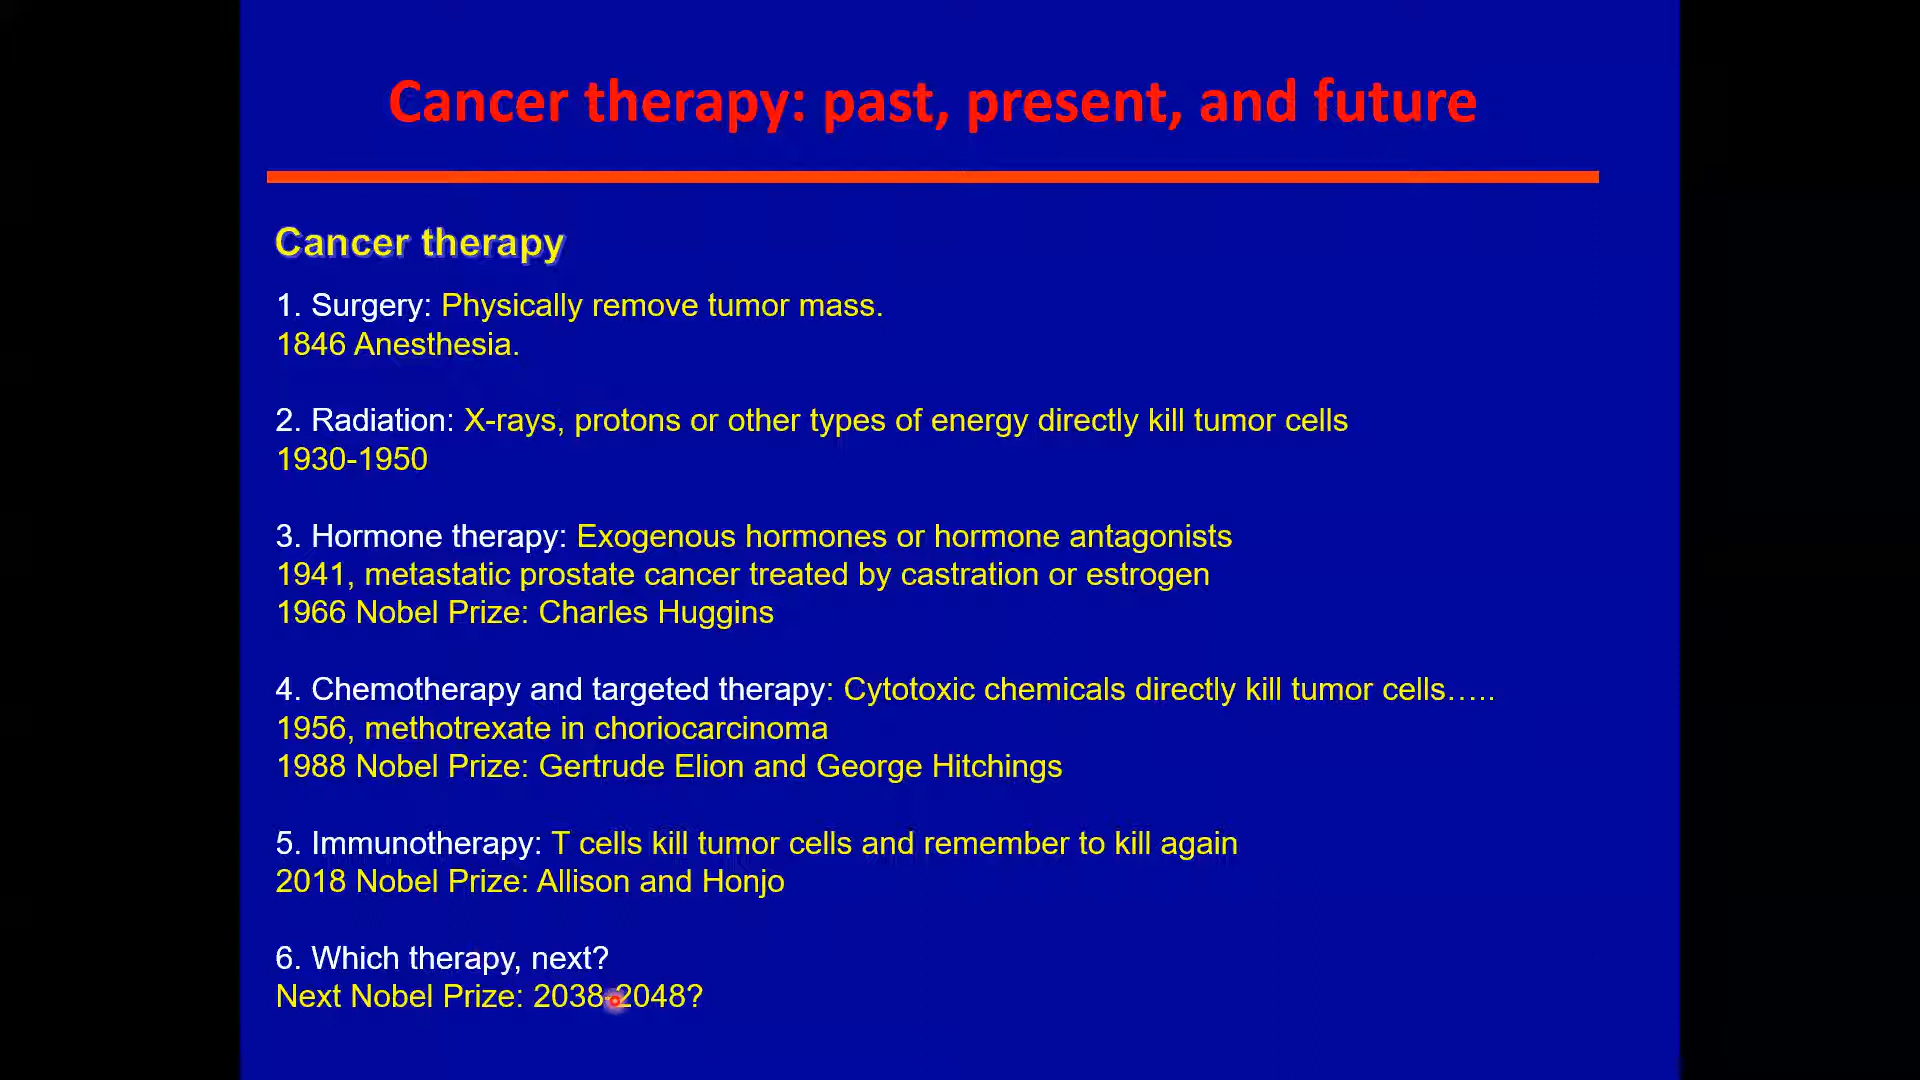 Cancer therapy: past, present, and future
Cancer therapy
1. Surgery: Physically remove tumor mass.
1846 Anesthesia.
2. Radiation: X-rays, protons or other types of energy directly kill tumor cells
1930-1950
3. Hormone therapy: Exogenous hormones or hormone antagonists
1941, metastatic prostate cancer treated by castration or estrogen
1966 Nobel Prize: Charles Huggins
4. Chemotherapy and targeted therapy: Cytotoxic chemicals directly kill tumor cells…..
1956, methotrexate in choriocarcinoma
1988 Nobel Prize: Gertrude Elion and George Hitchings
5. Immunotherapy: T cells kill tumor cells and remember to kill again
2018 Nobel Prize: Allison and Honjo
6. Which therapy, next?
Next Nobel Prize: 2038-2048?